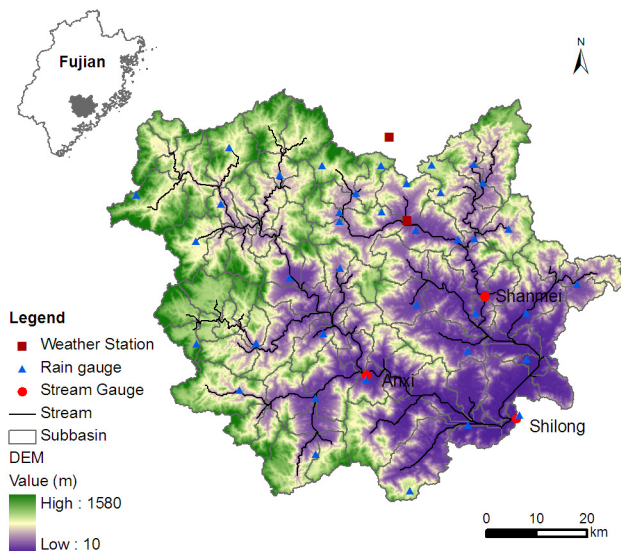 Fujian
N
Shanmei
Anxi
Shilong
Legend
Weather Station
Rain gauge
Stream Gauge
Stream
Subbasin
DEM
Value (m)
High : 1580
Low : 10
0 10 20
km